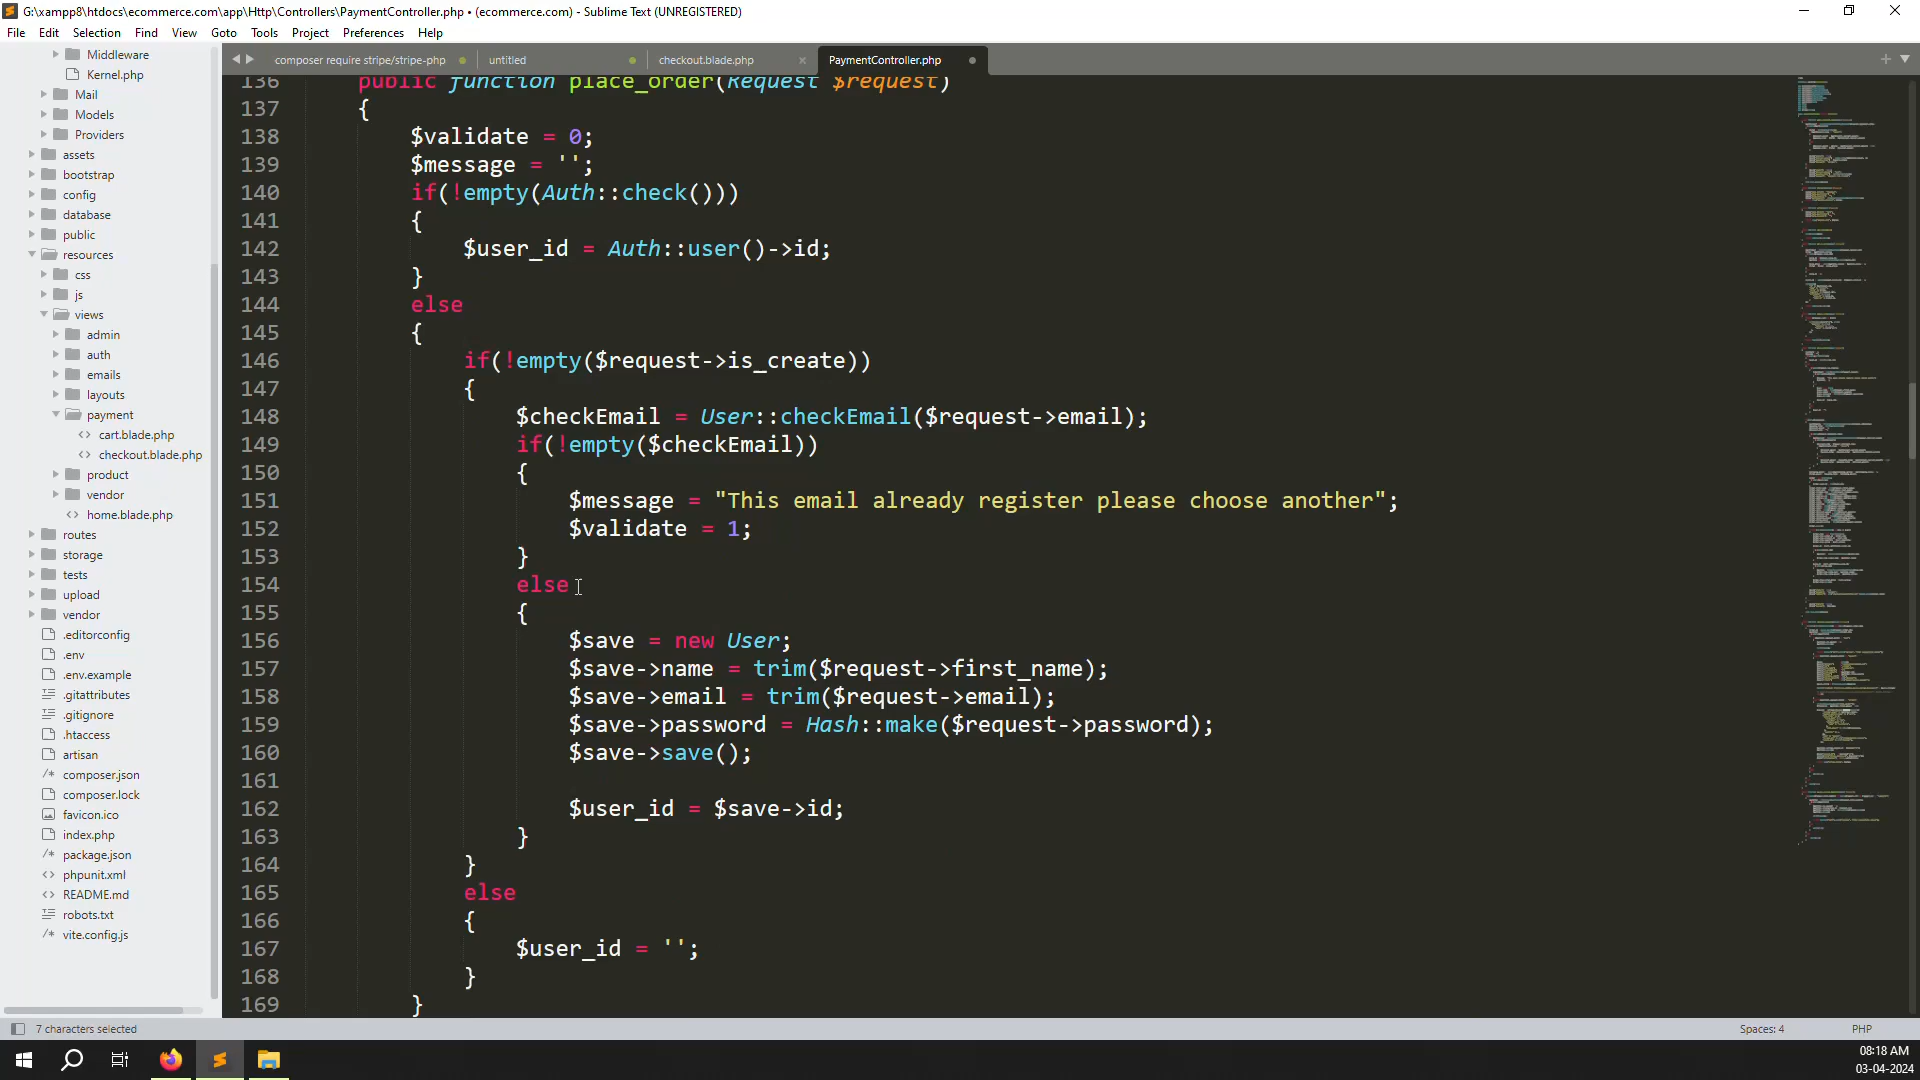 G:\xampp8\htdocs\ecommerce.com\app\Http\Controllers\PaymentController.php • (ecommerce.com) - Sublime Text (UNREGISTERED)
File Edit Selection Find View Goto Tools Project Preferences Help
composer require stripe/stripe-php
untitled
checkout.blade.php
PaymentController.php
Middleware
Kernel.php
Mail
Models
Providers
assets
bootstrap
config
database
public
resources
css
js
views
admin
auth
emails
layouts
payment
cart.blade.php
checkout.blade.php
product
vendor
home.blade.php
routes
storage
tests
upload
vendor
.editorconfig
.env
.env.example
.gitattributes
.gitignore
.htaccess
artisan
composer.json
composer.lock
favicon.ico
index.php
package.json
phpunit.xml
README.md
robots.txt
vite.config.js
136 public function place_order(Request $request)
137 {
138 $validate = 0;
139 $message = '';
140 if(!empty(Auth::check()))
141 {
142 $user_id = Auth::user()->id;
143 }
144 else
145 {
146 if(!empty($request->is_create))
147 {
148 $checkEmail = User::checkEmail($request->email);
149 if(!empty($checkEmail))
150 {
151 $message = "This email already register please choose another";
152 $validate = 1;
153 }
154 else
155 {
156 $save = new User;
157 $save->name = trim($request->first_name);
158 $save->email = trim($request->email);
159 $save->password = Hash::make($request->password);
160 $save->save();
161
162 $user_id = $save->id;
163 }
164 }
165 else
166 {
167 $user_id = '';
168 }
169 }
7 characters selected
Spaces: 4
PHP
08:18 AM
03-04-2024